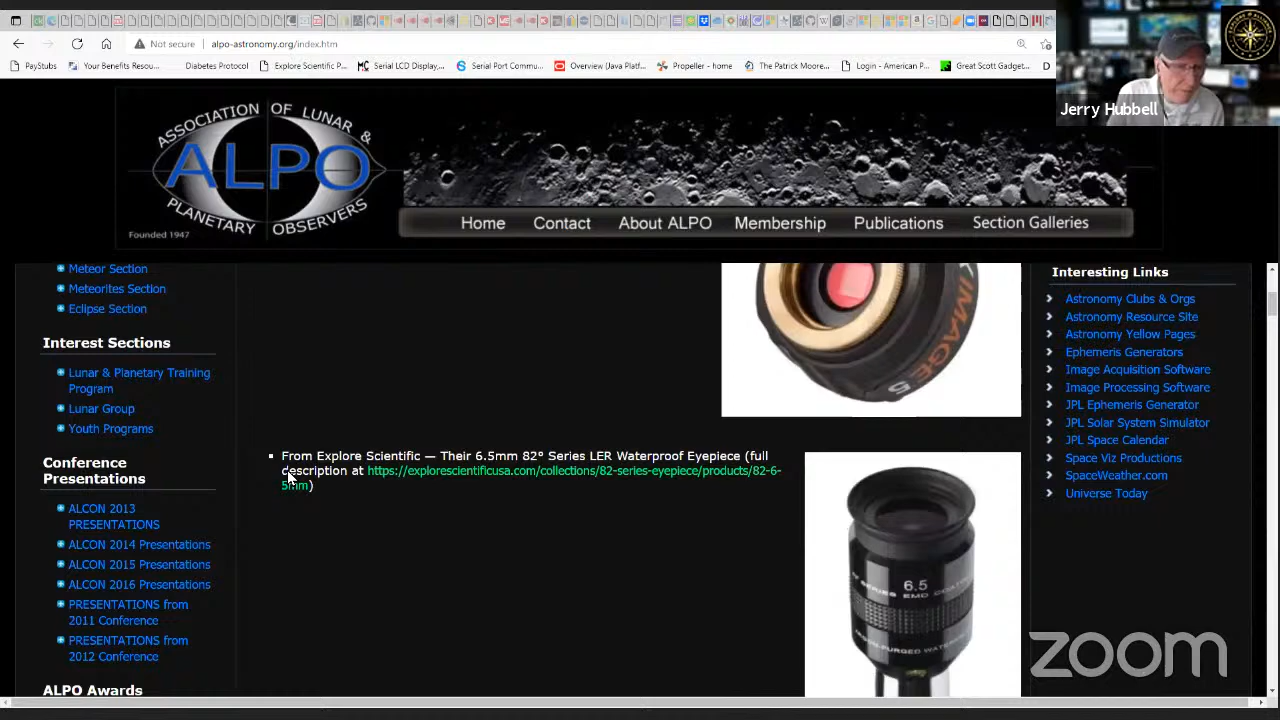 Not secure
alpo-astronomy.org/index.htm
PayStubs
Your Benefits Resou...
Diabetes Protocol
Explore Scientific P...
Serial LCD Display,...
Serial Port Commu...
Overview (Java Platf...
Propeller - home
The Patrick Moore...
Login - American P...
Great Scott Gadget...
Jerry Hubbell
ASSOCIATION OF LUNAR &
ALPO
PLANETARY OBSERVERS
Founded 1947
Home
Contact
About ALPO
Membership
Publications
Section Galleries
Meteor Section
Meteorites Section
Eclipse Section
Interest Sections
Lunar & Planetary Training
Program
Lunar Group
Youth Programs
Conference
Presentations
ALCON 2013
PRESENTATIONS
ALCON 2014 Presentations
ALCON 2015 Presentations
ALCON 2016 Presentations
PRESENTATIONS from
2011 Conference
PRESENTATIONS from
2012 Conference
ALPO Awards
IMAGE 5
From Explore Scientific — Their 6.5mm 82° Series LER Waterproof Eyepiece (full
description at https://explorescientificusa.com/collections/82-series-eyepiece/products/82-6-
5mm)
6.5
Interesting Links
Astronomy Clubs & Orgs
Astronomy Resource Site
Astronomy Yellow Pages
Ephemeris Generators
Image Acquisition Software
Image Processing Software
JPL Ephemeris Generator
JPL Solar System Simulator
JPL Space Calendar
Space Viz Productions
SpaceWeather.com
Universe Today
zoom